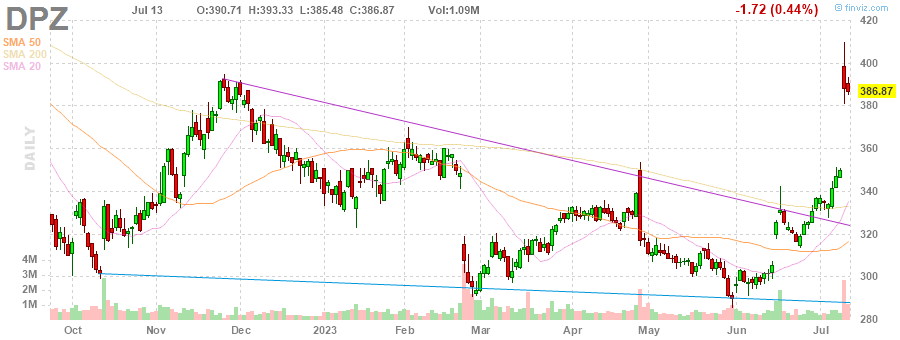 DPZ Jul 13 O:390.71 H:393.33 L:385.48 C:386.87 Vol:1.09M -1.72 (0.44%) © finviz.com
SMA 50
SMA 200
SMA 20
DAILY
420
400
386.87
380
360
340
320
300
280
4M
3M
2M
1M
Oct Nov Dec 2023 Feb Mar Apr May Jun Jul